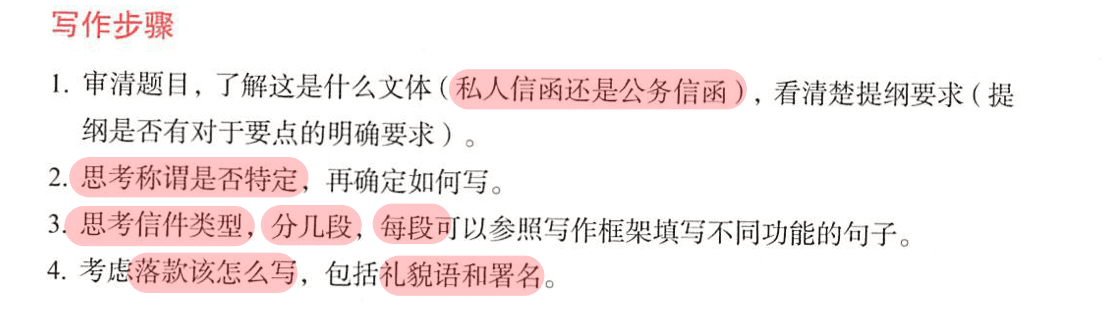 写作步骤
1. 审清题目，了解这是什么文体（私人信函还是公务信函），看清楚提纲要求（提
纲是否有对于要点的明确要求）。
2. 思考称谓是否特定，再确定如何写。
3. 思考信件类型，分几段，每段可以参照写作框架填写不同功能的句子。
4. 考虑落款该怎么写，包括礼貌语和署名。